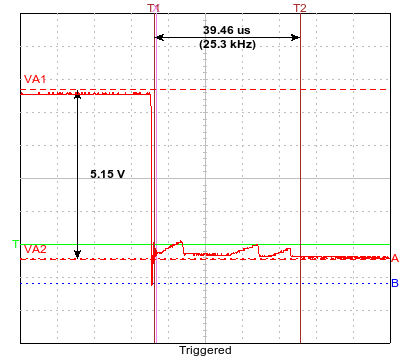 T1
T2
39.46 us
(25.3 kHz)
VA1
5.15 V
T
VA2
A
B
Triggered